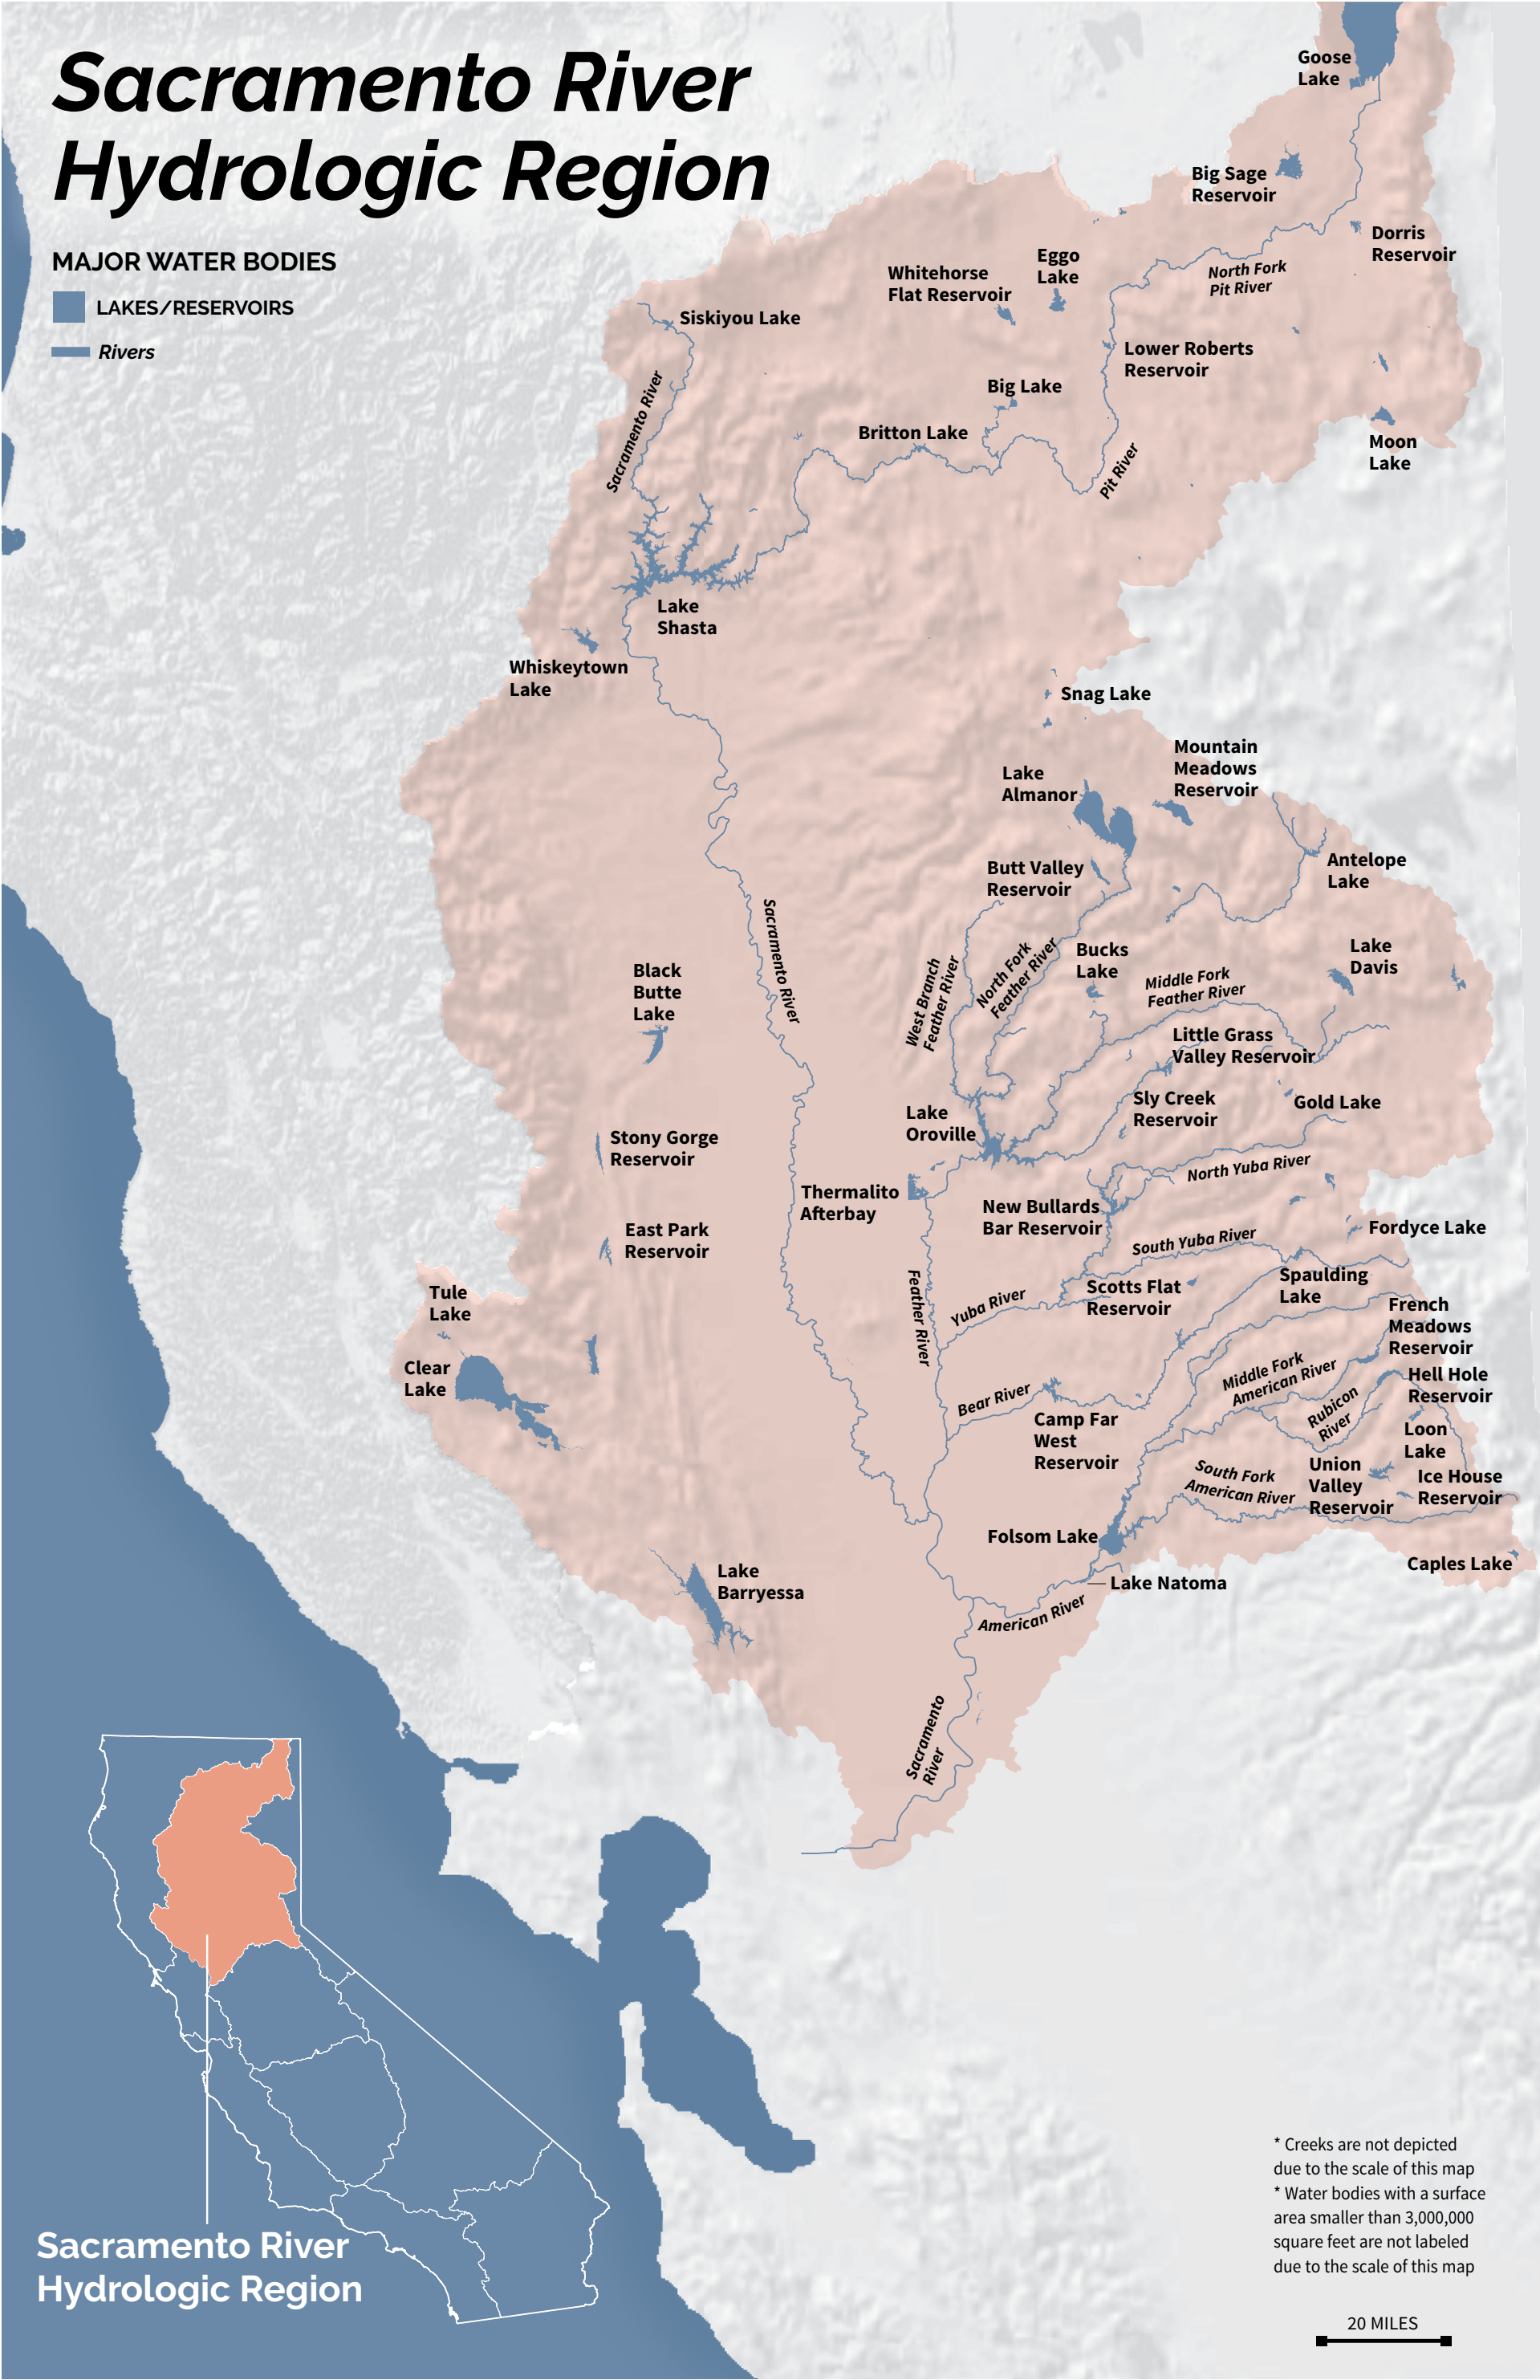 Sacramento River
Hydrologic Region
MAJOR WATER BODIES
LAKES/RESERVOIRS
Rivers
Goose
Lake
Big Sage
Reservoir
Dorris
Reservoir
North Fork
Pit River
Eggo
Lake
Whitehorse
Flat Reservoir
Siskiyou Lake
Lower Roberts
Reservoir
Big Lake
Britton Lake
Moon
Lake
Sacramento River
Pit River
Lake
Shasta
Whiskeytown
Lake
Snag Lake
Mountain
Meadows
Reservoir
Lake
Almanor
Antelope
Lake
Butt Valley
Reservoir
Sacramento River
West Branch
Feather River
North Fork
Feather River
Bucks
Lake
Middle Fork
Feather River
Lake
Davis
Black
Butte
Lake
Little Grass
Valley Reservoir
Sly Creek
Reservoir
Gold Lake
Lake
Oroville
Stony Gorge
Reservoir
North Yuba River
Thermalito
Afterbay
New Bullards
Bar Reservoir
East Park
Reservoir
Fordyce Lake
South Yuba River
Feather River
Yuba River
Scotts Flat
Reservoir
Spaulding
Lake
Tule
Lake
French
Meadows
Reservoir
Clear
Lake
Middle Fork
American River
Hell Hole
Reservoir
Bear River
Rubicon
River
Camp Far
West
Reservoir
Loon
Lake
Union
Valley
Reservoir
South Fork
American River
Ice House
Reservoir
Folsom Lake
Caples Lake
Lake Natoma
Lake
Barryessa
American River
Sacramento
River
Sacramento River
Hydrologic Region
* Creeks are not depicted
due to the scale of this map
* Water bodies with a surface
area smaller than 3,000,000
square feet are not labeled
due to the scale of this map
20 MILES